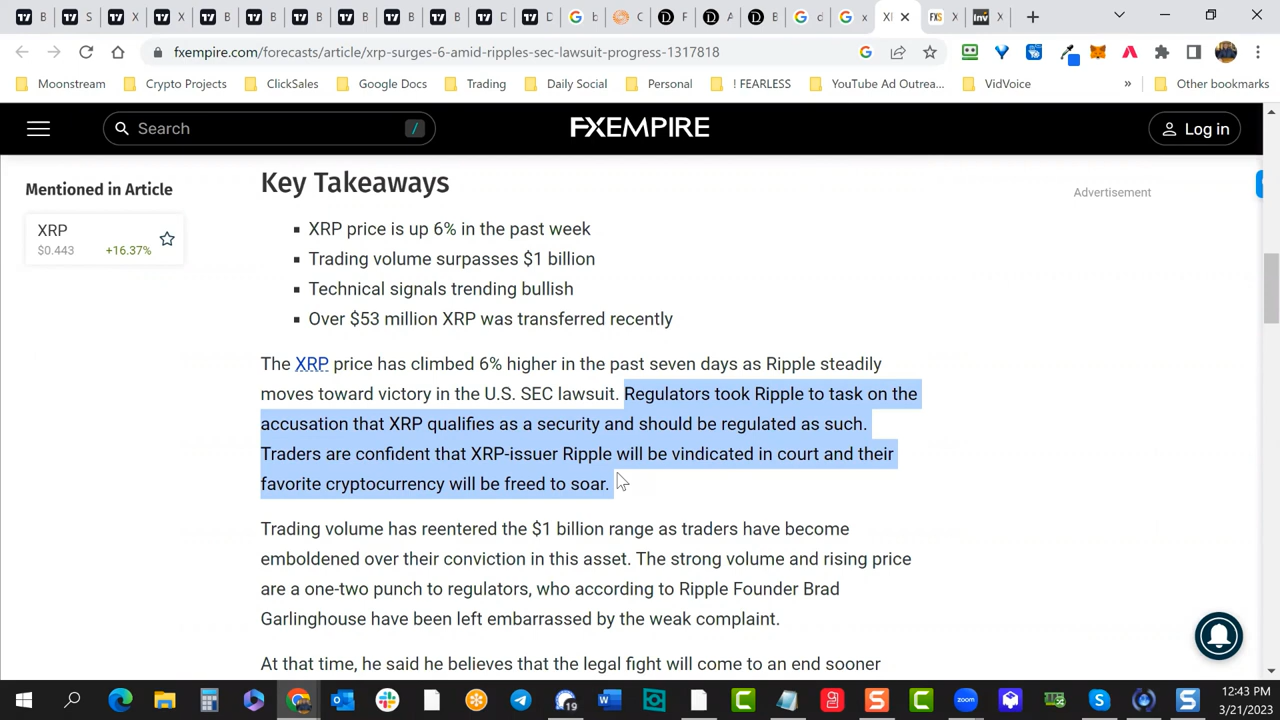 B
S
X
X
B
B
B
B
B
B
D
D
b
C
F
A
B
d
x
XI
X
X
fxempire.com/forecasts/article/xrp-surges-6-amid-ripples-sec-lawsuit-progress-1317818
Moonstream
Crypto Projects
ClickSales
Google Docs
Trading
Daily Social
Personal
! FEARLESS
YouTube Ad Outrea...
VidVoice
»
Other bookmarks
Search
/
FXEMPIRE
Log in
Mentioned in Article
XRP
$0.443
+16.37%
Key Takeaways
Advertisement
▪ XRP price is up 6% in the past week
▪ Trading volume surpasses $1 billion
▪ Technical signals trending bullish
▪ Over $53 million XRP was transferred recently
The XRP price has climbed 6% higher in the past seven days as Ripple steadily
moves toward victory in the U.S. SEC lawsuit. Regulators took Ripple to task on the
accusation that XRP qualifies as a security and should be regulated as such.
Traders are confident that XRP-issuer Ripple will be vindicated in court and their
favorite cryptocurrency will be freed to soar.
Trading volume has reentered the $1 billion range as traders have become
emboldened over their conviction in this asset. The strong volume and rising price
are a one-two punch to regulators, who according to Ripple Founder Brad
Garlinghouse have been left embarrassed by the weak complaint.
At that time, he said he believes that the legal fight will come to an end sooner
19
12:43 PM
3/21/2023